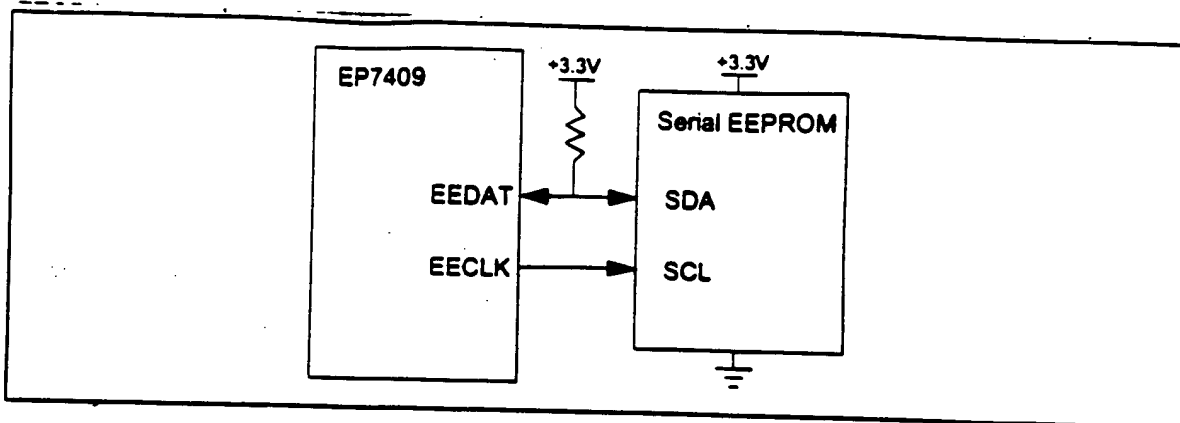 EP7409
+3.3V
+3.3V
Serial EEPROM
EEDAT
SDA
EECLK
SCL